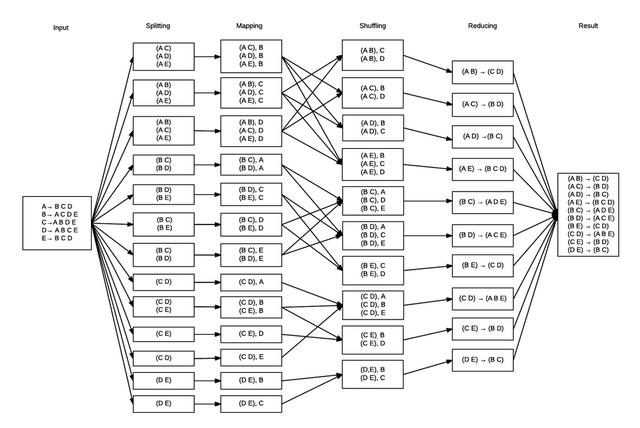 Input
Splitting
Mapping
Shuffling
Reducing
Result
A→ B C D
B→ A C D E
C→A B D E
D→ A B C E
E→ B C D
(A C)
(A D)
(A E)
(A B)
(A D)
(A E)
(A B)
(A C)
(A E)
(B C)
(B D)
(B D)
(B E)
(B C)
(B E)
(B C)
(B D)
(C D)
(C D)
(C E)
(C E)
(C D)
(D E)
(D E)
(A C), B
(A D), B
(A E), B
(A B), C
(A D), C
(A E), C
(A B), D
(A C), D
(A E), D
(B C), A
(B D), A
(B D), C
(B E), C
(B C), D
(B E), D
(B C), E
(B D), E
(C D), A
(C D), B
(C E), B
(C E), D
(C D), E
(D E), B
(D E), C
(A B), C
(A B), D
(A C), B
(A C), D
(A D), B
(A D), C
(A E), B
(A E), C
(A E), D
(B C), A
(B C), D
(B C), E
(B D), A
(B D), C
(B D), E
(B E), C
(B E), D
(C D), A
(C D), B
(C D), E
(C E), B
(C E), D
(D,E), B
(D E), C
(A B) → (C D)
(A C) → (B D)
(A D) →(B C)
(A E) → (B C D)
(B C) → (A D E)
(B D) → (A C E)
(B E) → (C D)
(C D) → (A B E)
(C E) → (B D)
(D E) → (B C)
(A B) → (C D)
(A C) → (B D)
(A D) → (B C)
(A E) → (B C D)
(B C) → (A D E)
(B D) → (A C E)
(B E) → (C D)
(C D) → (A B E)
(C E) → (B D)
(D E) → (B C)